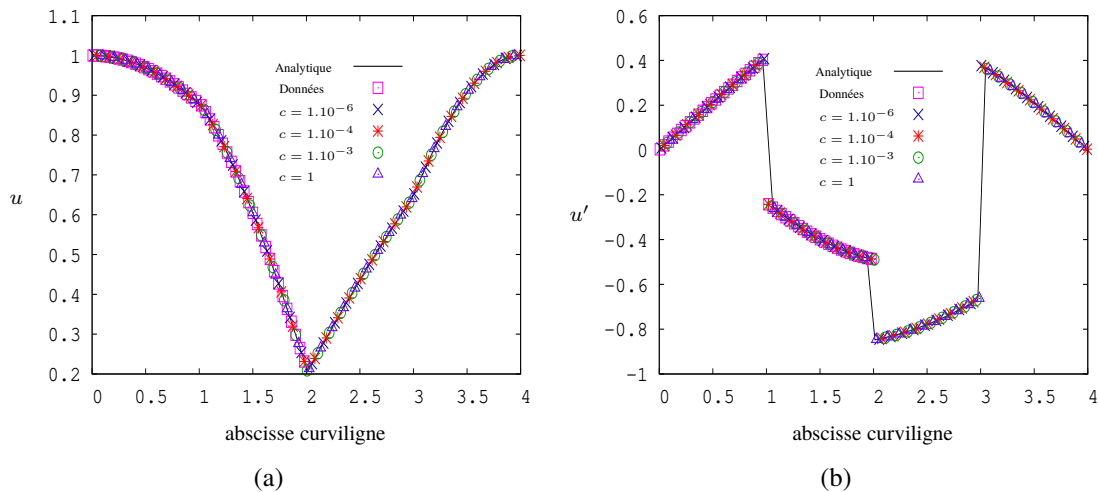 1.1
1
0.9
0.8
0.7
0.6
0.5
0.4
0.3
0.2
u
Analytique
Données
c = 1.10⁻⁶
c = 1.10⁻⁴
c = 1.10⁻³
c = 1
0 0.5 1 1.5 2 2.5 3 3.5 4
abscisse curviligne
(a)
0.6
0.4
0.2
0
-0.2
-0.4
-0.6
-0.8
-1
u′
Analytique
Données
c = 1.10⁻⁶
c = 1.10⁻⁴
c = 1.10⁻³
c = 1
0 0.5 1 1.5 2 2.5 3 3.5 4
abscisse curviligne
(b)